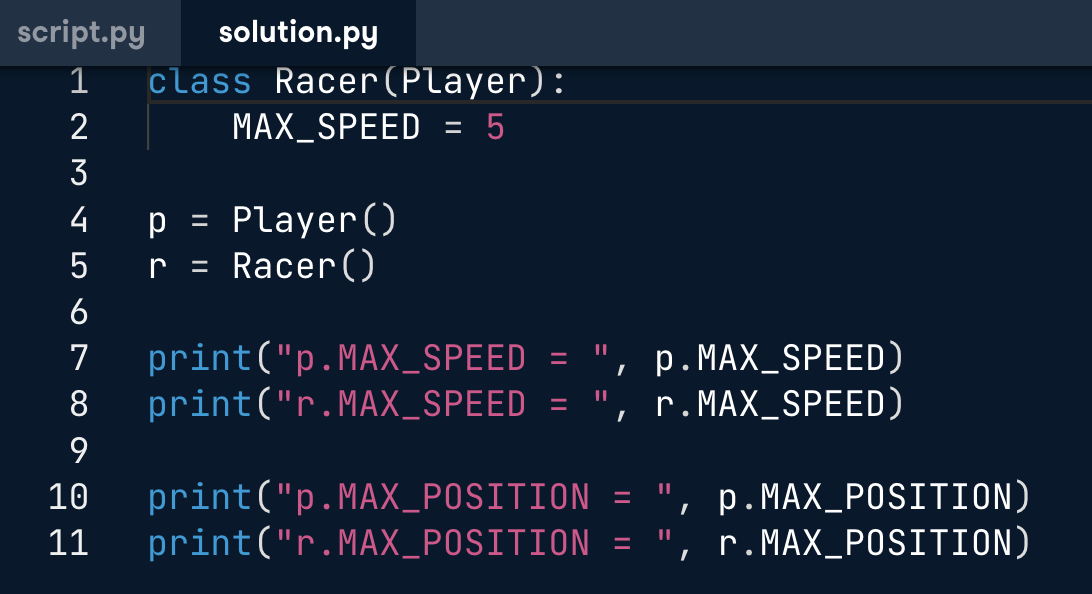 script.py solution.py
1 class Racer(Player):
2     MAX_SPEED = 5
3
4 p = Player()
5 r = Racer()
6
7 print("p.MAX_SPEED = ", p.MAX_SPEED)
8 print("r.MAX_SPEED = ", r.MAX_SPEED)
9
10 print("p.MAX_POSITION = ", p.MAX_POSITION)
11 print("r.MAX_POSITION = ", r.MAX_POSITION)